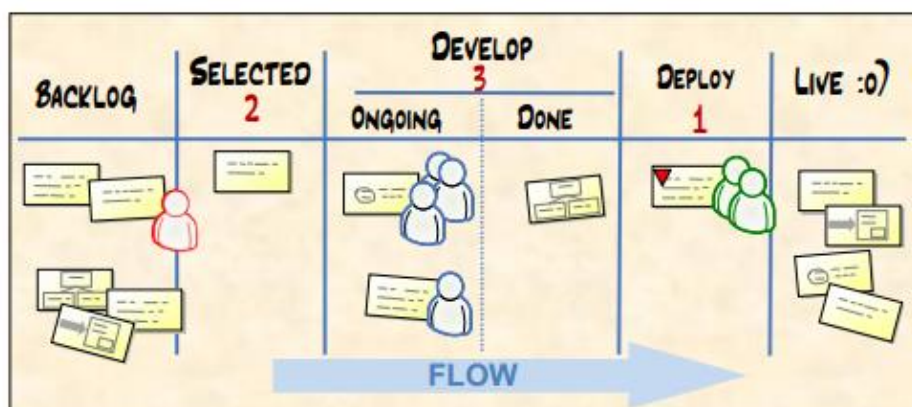 BACKLOG
SELECTED
2
DEVELOP
3
ONGOING
DONE
DEPLOY
1
LIVE :o)
FLOW